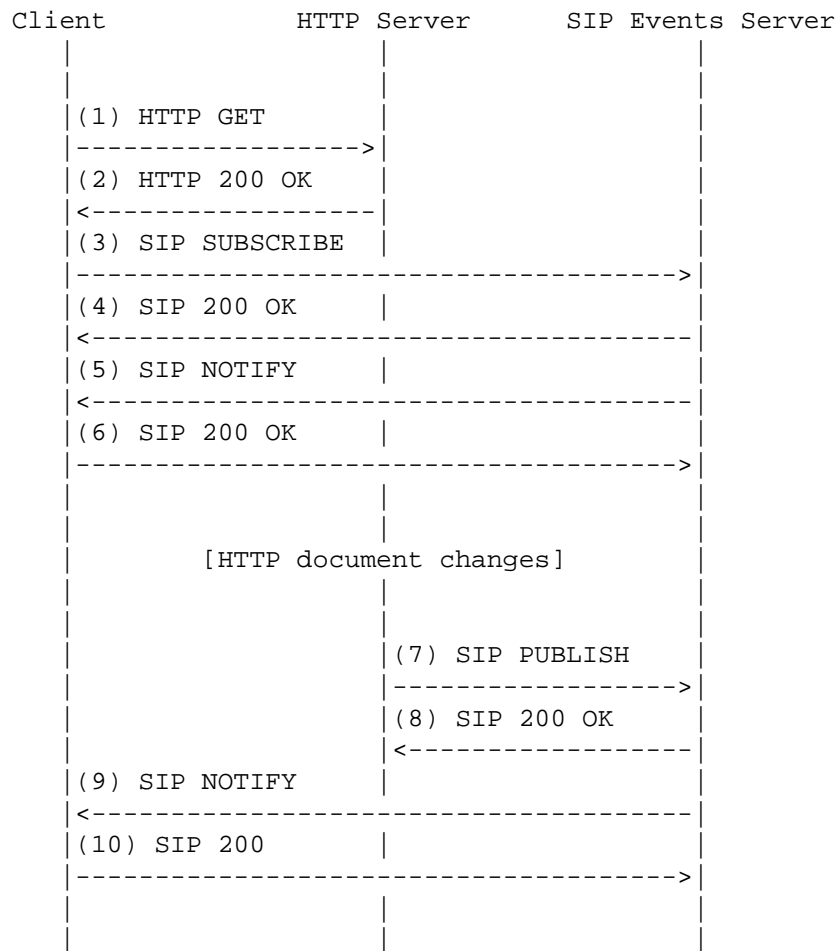 Client HTTP Server SIP Events Server
(1) HTTP GET
(2) HTTP 200 OK
(3) SIP SUBSCRIBE
(4) SIP 200 OK
(5) SIP NOTIFY
(6) SIP 200 OK
[HTTP document changes]
(7) SIP PUBLISH
(8) SIP 200 OK
(9) SIP NOTIFY
(10) SIP 200